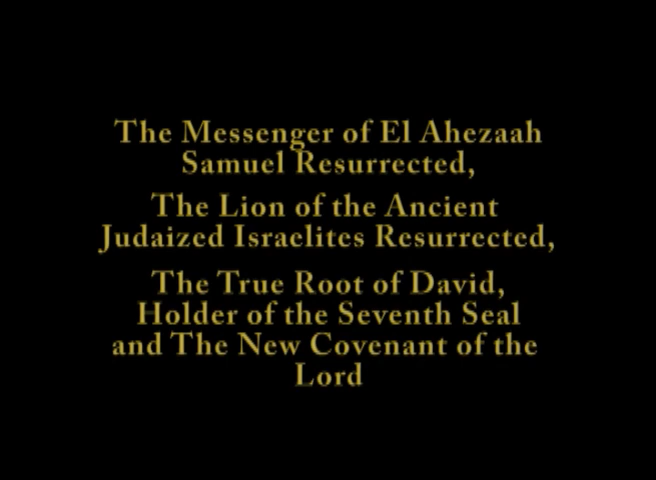 The Messenger of El Ahezaah
Samuel Resurrected,
The Lion of the Ancient
Judaized Israelites Resurrected,
The True Root of David,
Holder of the Seventh Seal
and The New Covenant of the
Lord